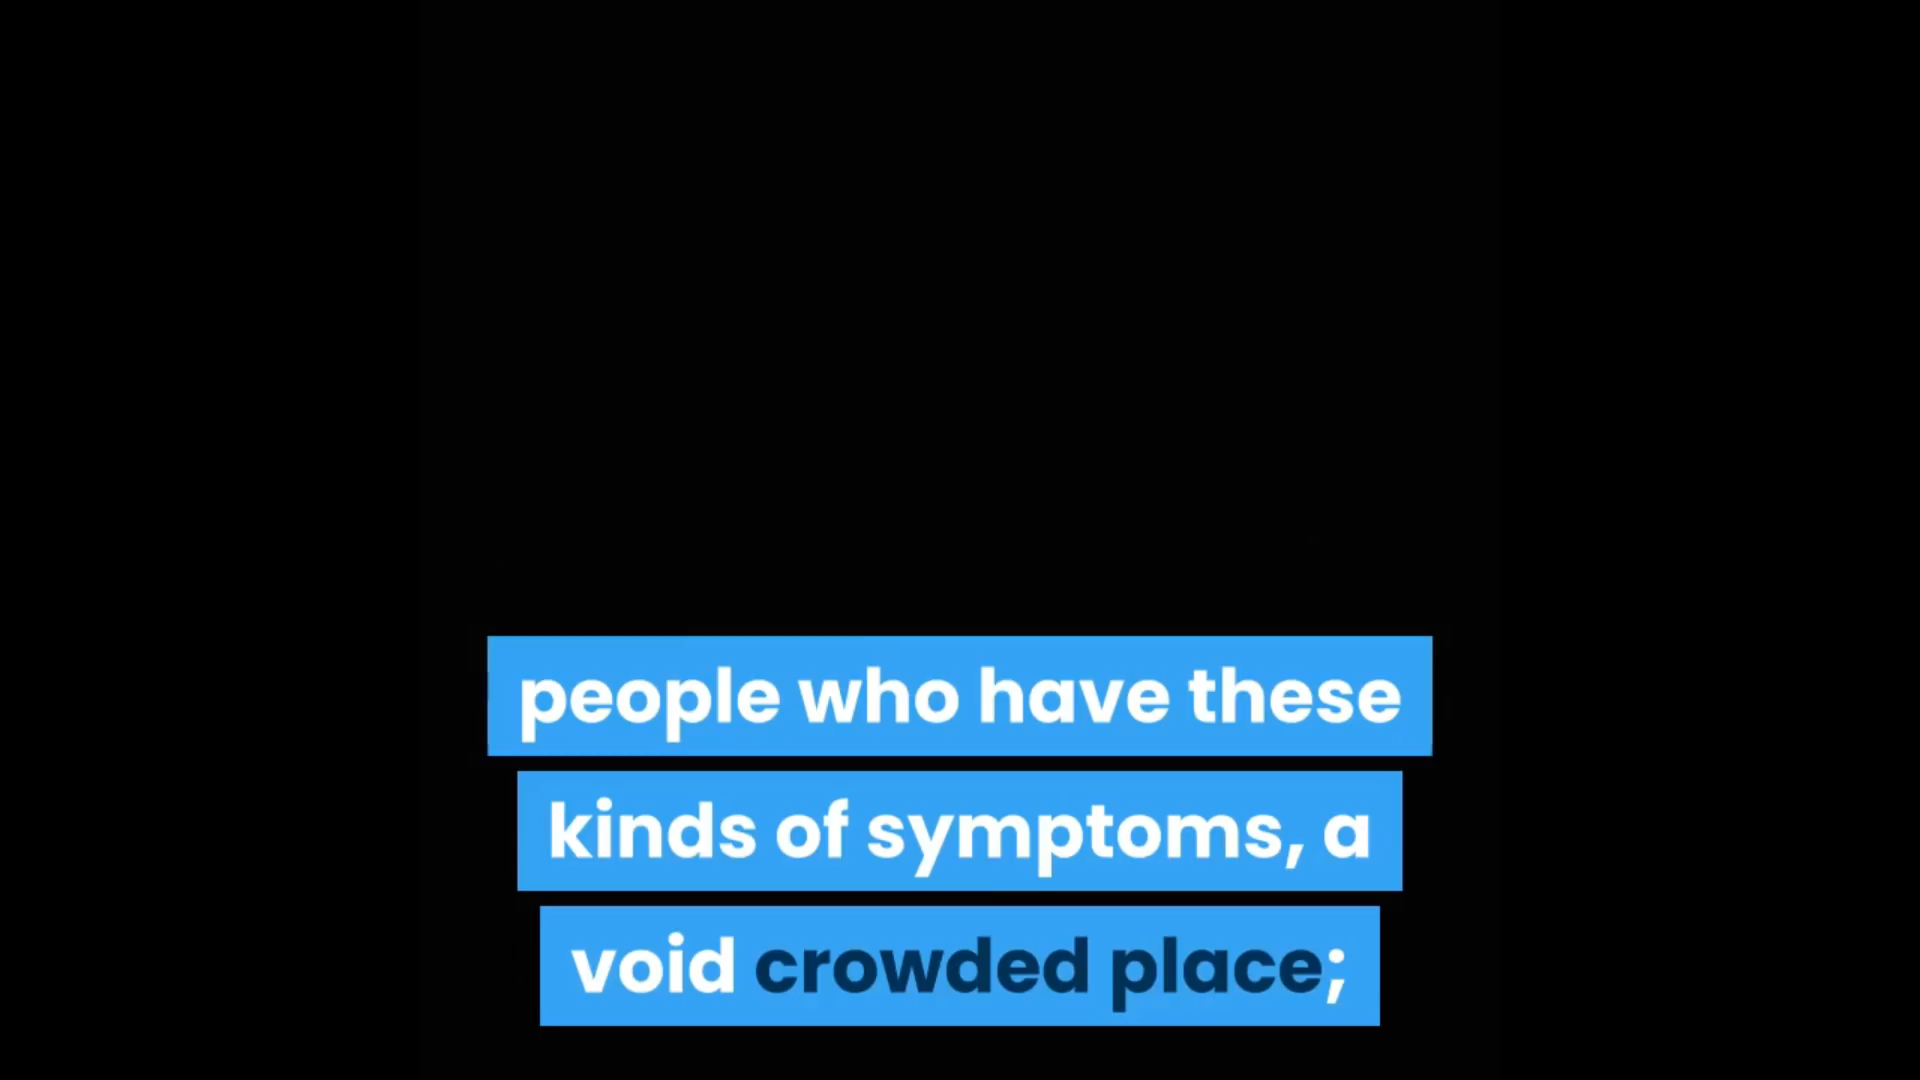 people who have these
kinds of symptoms, a
void crowded place;